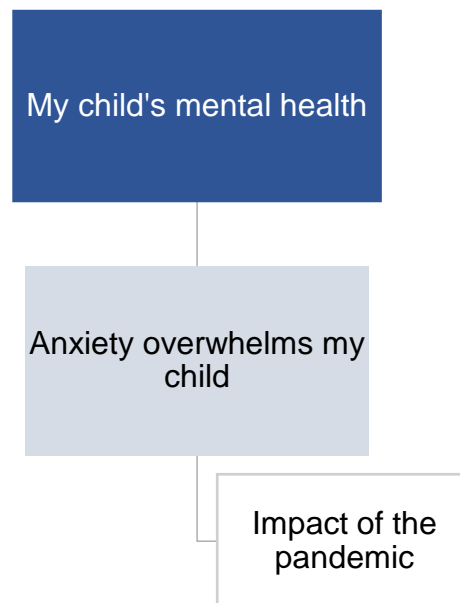 My child's mental health
Anxiety overwhelms my
child
Impact of the
pandemic